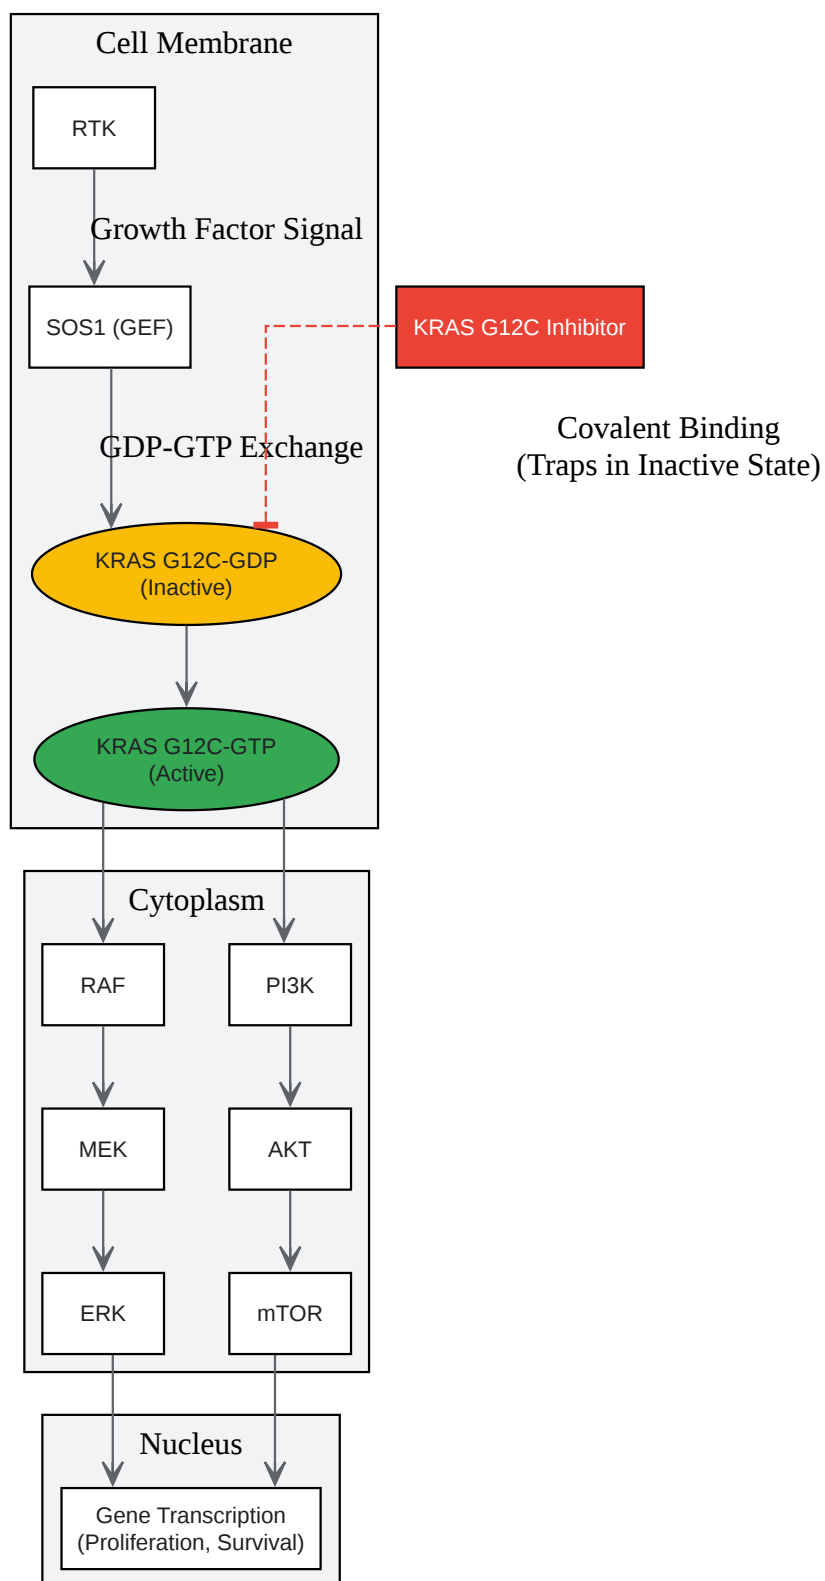 Cell Membrane
RTK
Growth Factor Signal
SOS1 (GEF)
KRAS G12C Inhibitor
GDP-GTP Exchange
Covalent Binding
(Traps in Inactive State)
KRAS G12C-GDP
(Inactive)
KRAS G12C-GTP
(Active)
Cytoplasm
RAF
PI3K
MEK
AKT
ERK
mTOR
Nucleus
Gene Transcription
(Proliferation, Survival)